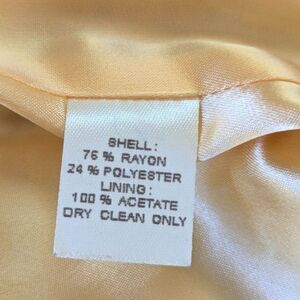 SHELL:
76 % RAYON
24 % POLYESTER
LINING:
100 % ACETATE
DRY CLEAN ONLY